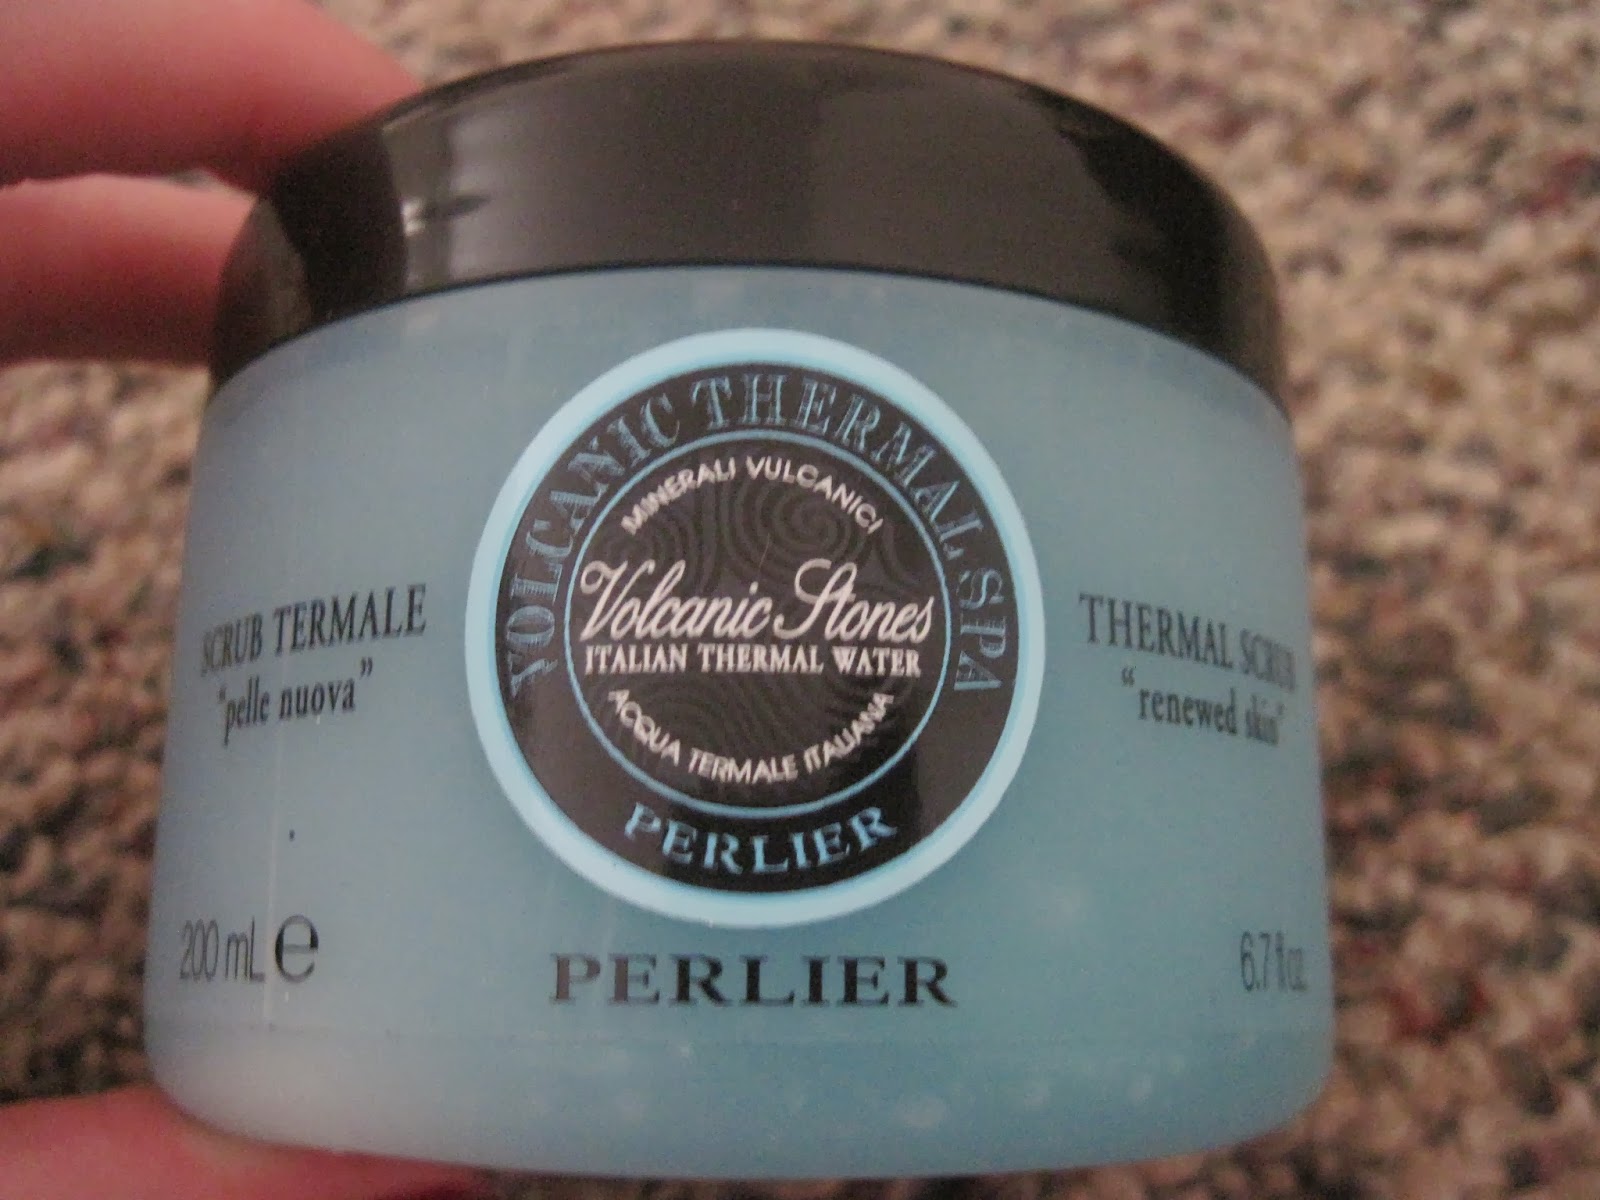 VOLCANIC THERMAL SPA
MINERALI VULCANICI
Volcanic Stones
ITALIAN THERMAL WATER
ACQUA TERMALE ITALIANA
PERLIER
SCRUB TERMALE
"pelle nuova"
THERMAL SCRUB
"renewed skin"
200 mL e
PERLIER
6.7 fl oz.